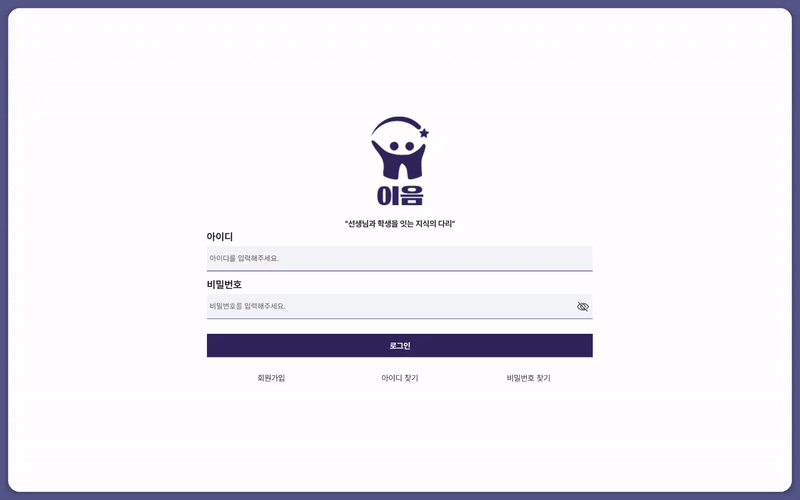 이음
"선생님과 학생을 잇는 지식의 다리"
아이디
아이디를 입력해주세요.
비밀번호
비밀번호를 입력해주세요.
로그인
회원가입 아이디 찾기 비밀번호 찾기